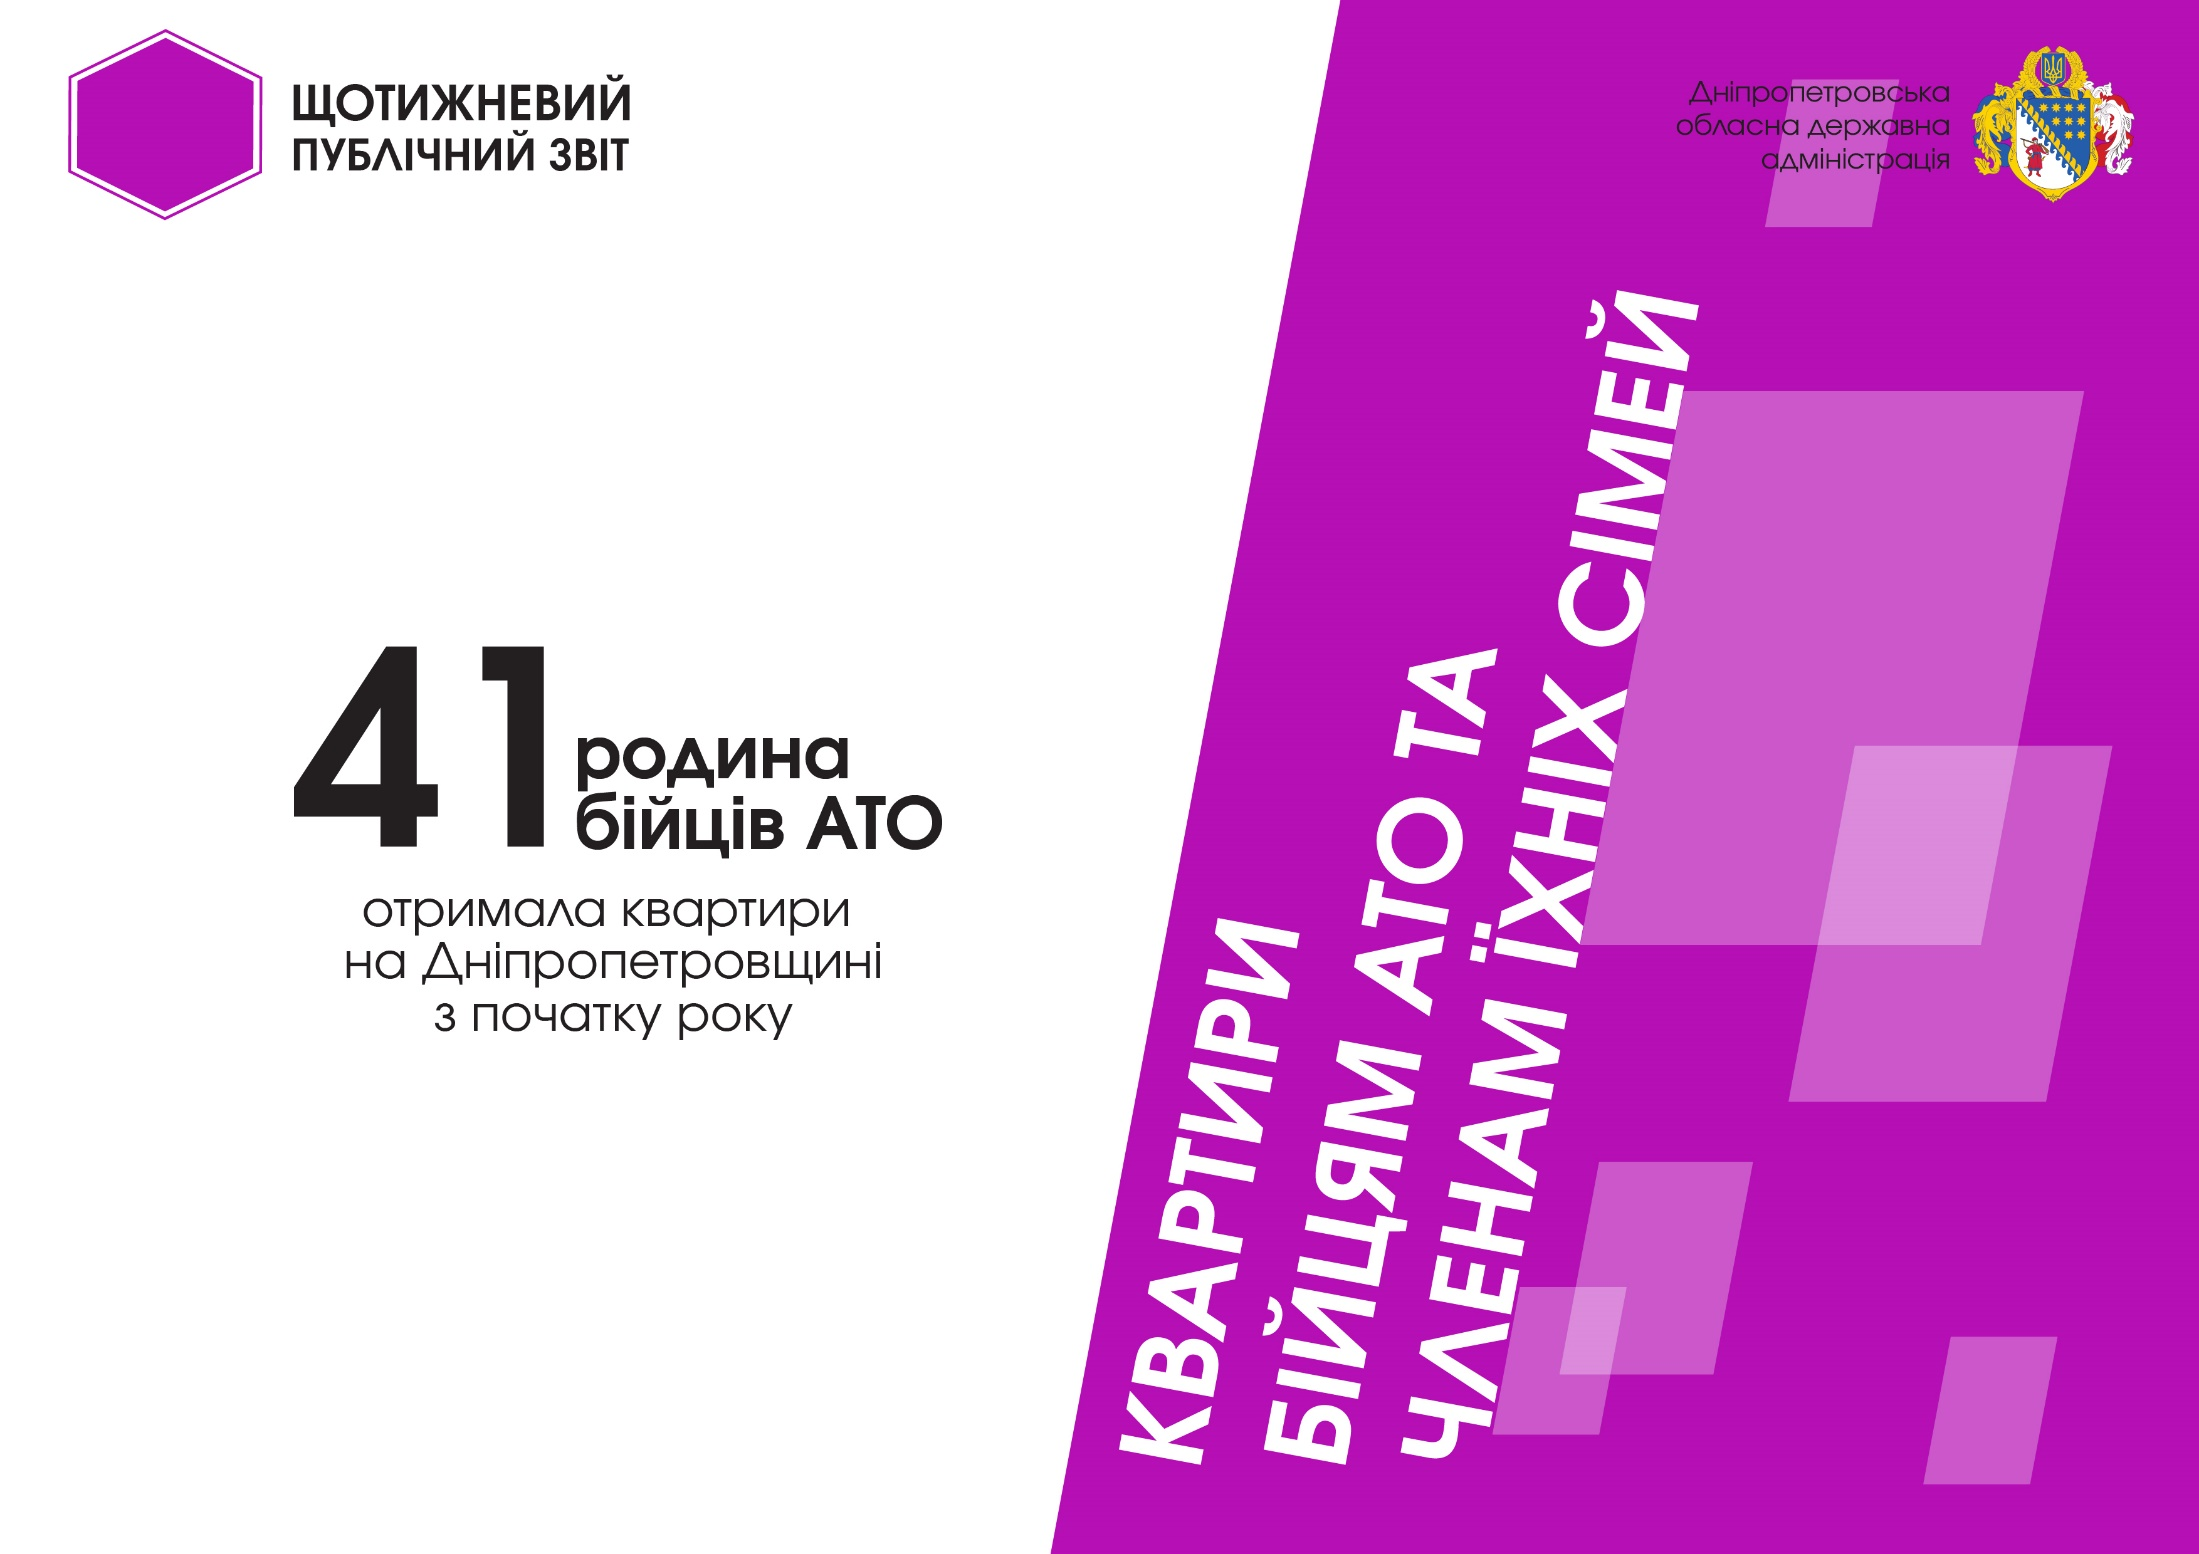 ЩОТИЖНЕВИЙ
ПУБЛІЧНИЙ ЗВІТ
Дніпропетровська
обласна державна
адміністрація
41 родина
бійців АТО
отримала квартири
на Дніпропетровщині
з початку року
КВАРТИРИ
БІЙЦЯМ АТО ТА
ЧЛЕНАМ ЇХНІХ СІМЕЙ